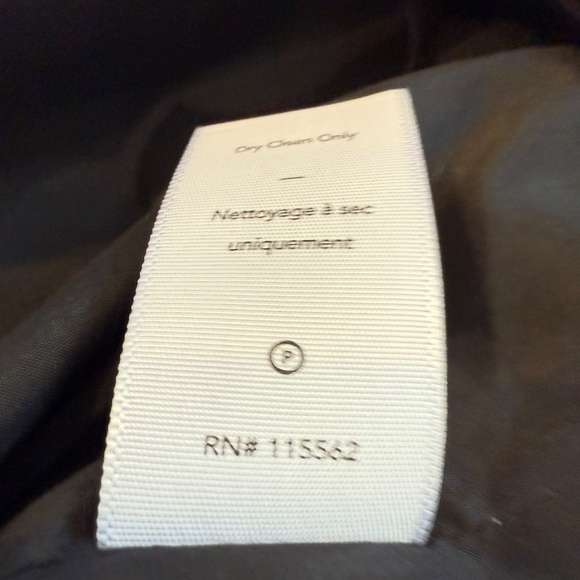 Dry Clean Only
—
Nettoyage à sec
uniquement
P
RN# 115562